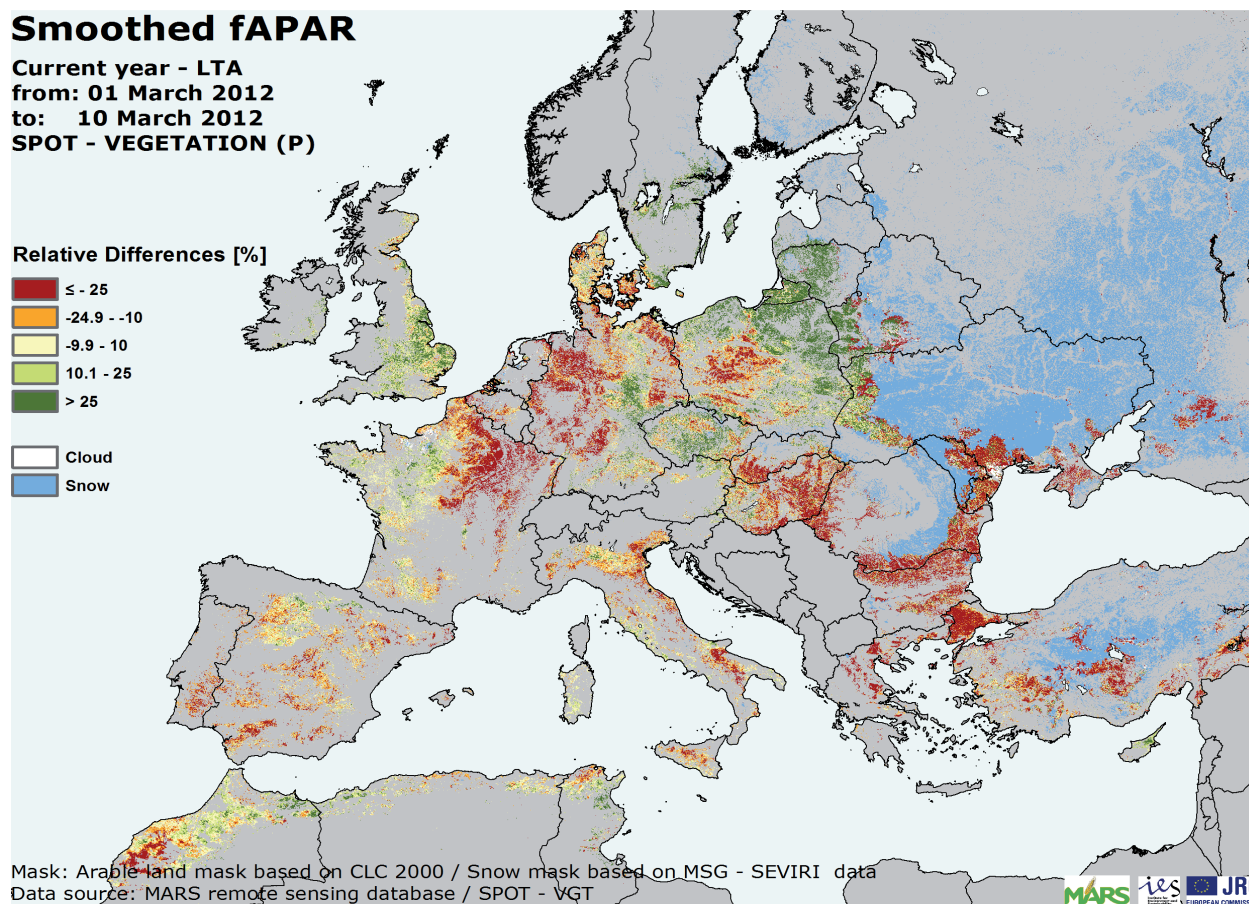 Smoothed fAPAR
Current year - LTA
from: 01 March 2012
to: 10 March 2012
SPOT - VEGETATION (P)
Relative Differences [%]
≤ - 25
-24.9 - -10
-9.9 - 10
10.1 - 25
> 25
Cloud
Snow
Mask: Arable land mask based on CLC 2000 / Snow mask based on MSG - SEVIRI data
Data source: MARS remote sensing database / SPOT - VGT
MARS
ies
JR
EUROPEAN COMMISS